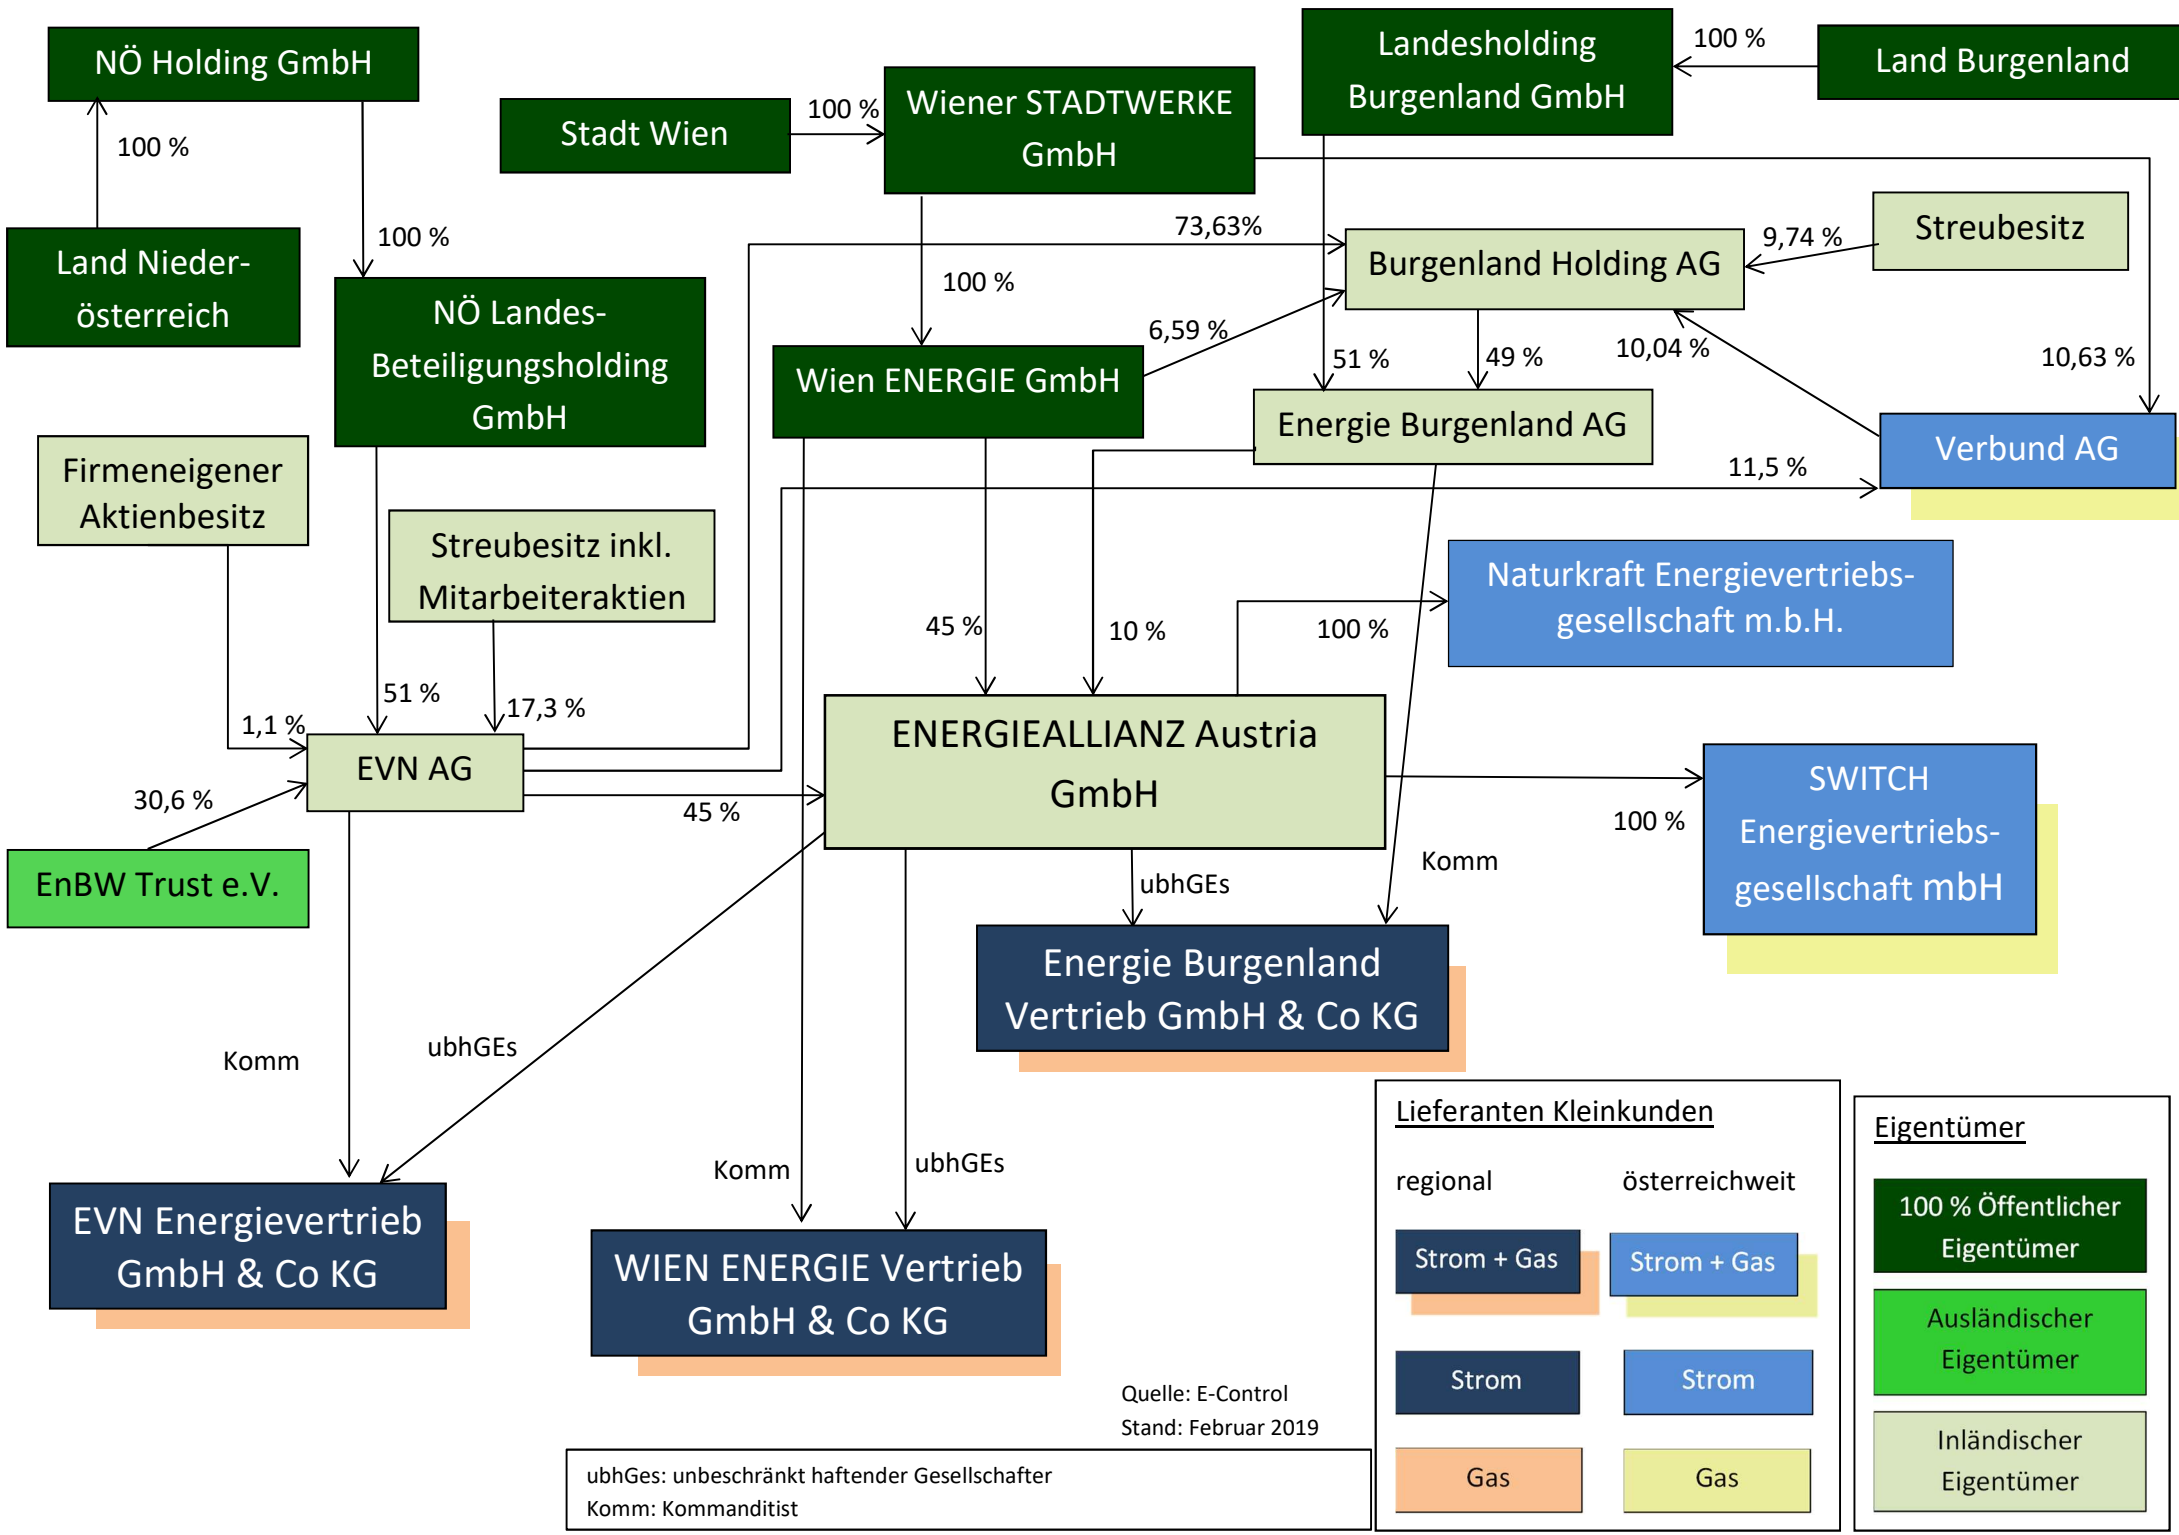 NÖ Holding GmbH
100 %
Land Nieder-
österreich
100 %
NÖ Landes-
Beteiligungsholding
GmbH
Stadt Wien
100 %
Wiener STADTWERKE
GmbH
Landesholding
Burgenland GmbH
100 %
Land Burgenland
73,63%
100 %
Burgenland Holding AG
9,74 %
Streubesitz
6,59 %
51 %
49 %
10,04 %
10,63 %
Wien ENERGIE GmbH
Energie Burgenland AG
Verbund AG
11,5 %
Firmeneigener
Aktienbesitz
Streubesitz inkl.
Mitarbeiteraktien
Naturkraft Energievertriebs-
gesellschaft m.b.H.
45 %
10 %
100 %
51 %
17,3 %
1,1 %
EVN AG
30,6 %
45 %
ENERGIEALLIANZ Austria
GmbH
100 %
SWITCH
Energievertriebs-
gesellschaft mbH
EnBW Trust e.V.
ubhGEs
Komm
Energie Burgenland
Vertrieb GmbH & Co KG
Komm
ubhGEs
Komm
ubhGEs
EVN Energievertrieb
GmbH & Co KG
WIEN ENERGIE Vertrieb
GmbH & Co KG
Quelle: E-Control
Stand: Februar 2019
ubhGes: unbeschränkt haftender Gesellschafter
Komm: Kommanditist
Lieferanten Kleinkunden
regional
österreichweit
Strom + Gas
Strom + Gas
Strom
Strom
Gas
Gas
Eigentümer
100 % Öffentlicher
Eigentümer
Ausländischer
Eigentümer
Inländischer
Eigentümer